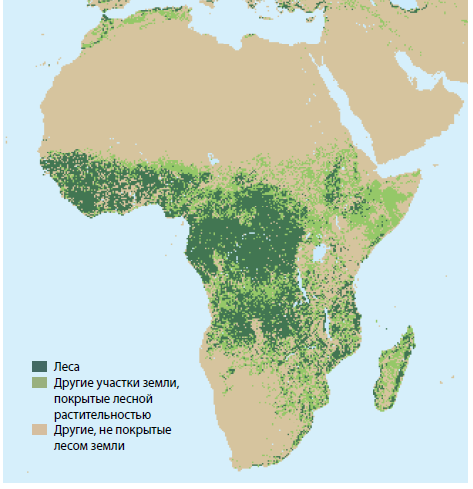 Леса
Другие участки земли,
покрытые лесной
растительностью
Другие, не покрытые
лесом земли